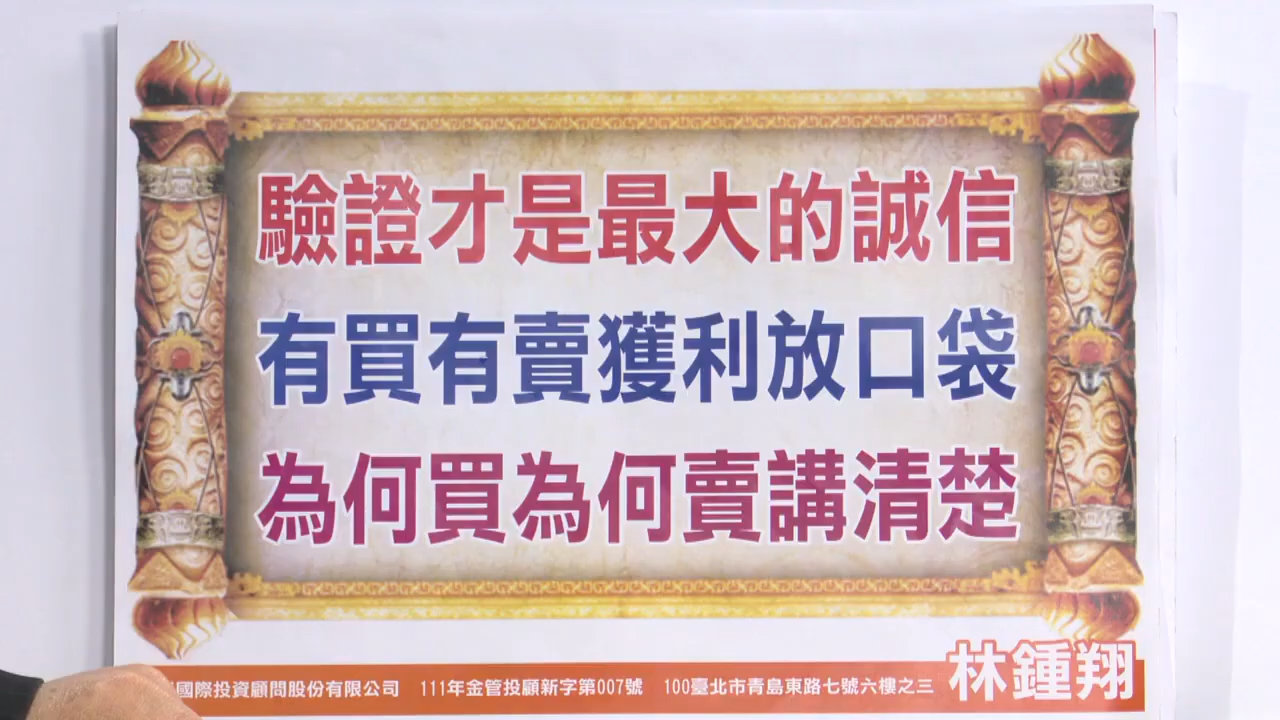 驗證才是最大的誠信
有買有賣獲利放口袋
為何買為何賣講清楚
國際投資顧問股份有限公司 111年金管投顧新字第007號 100臺北市青島東路七號六樓之三 林鍾翔